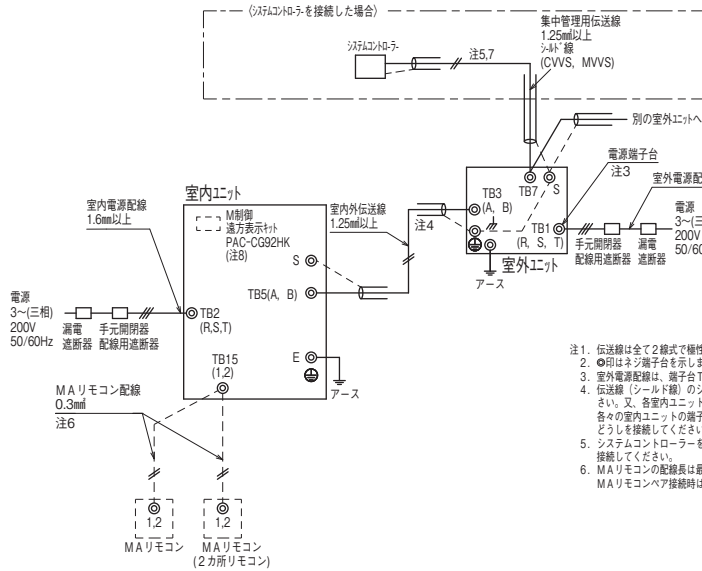 〈システムコントローラーを接続した場合〉
システムコントローラー
注5,7
集中管理用伝送線
1.25㎟以上
シールド線
(CVVS, MVVS)
別の室外ユニットへ
電源端子台
注3
室外電源配
TB3
(A, B)
TB7
S
TB1
(R, S, T)
室外ユニット
アース
手元開閉器
配線用遮断器
漏電
遮断器
電源
3~(三
200V
50/60
室内ユニット
M制御
遠方表示キット
PAC-CG92HK
(注8)
室内電源配線
1.6mm以上
室内外伝送線
1.25㎟以上
注4
S
TB5(A, B)
電源
3~(三相)
200V
50/60Hz
漏電
遮断器
手元開閉器
配線用遮断器
TB2
(R,S,T)
TB15
(1,2)
E
アース
MAリモコン配線
0.3㎟
注6
1,2
MAリモコン
1,2
MAリモコン
(2カ所リモコン)
注1. 伝送線は全て2線式で極性
2. ◎印はネジ端子台を示しま
3. 室外電源配線は、端子台T
4. 伝送線（シールド線）のシ
さい。又、各室内ユニット
各々の室内ユニットの端子
どうしを接続してください
5. システムコントローラーを
接続してください。
6. MAリモコンの配線長は最
MAリモコンペア接続時は